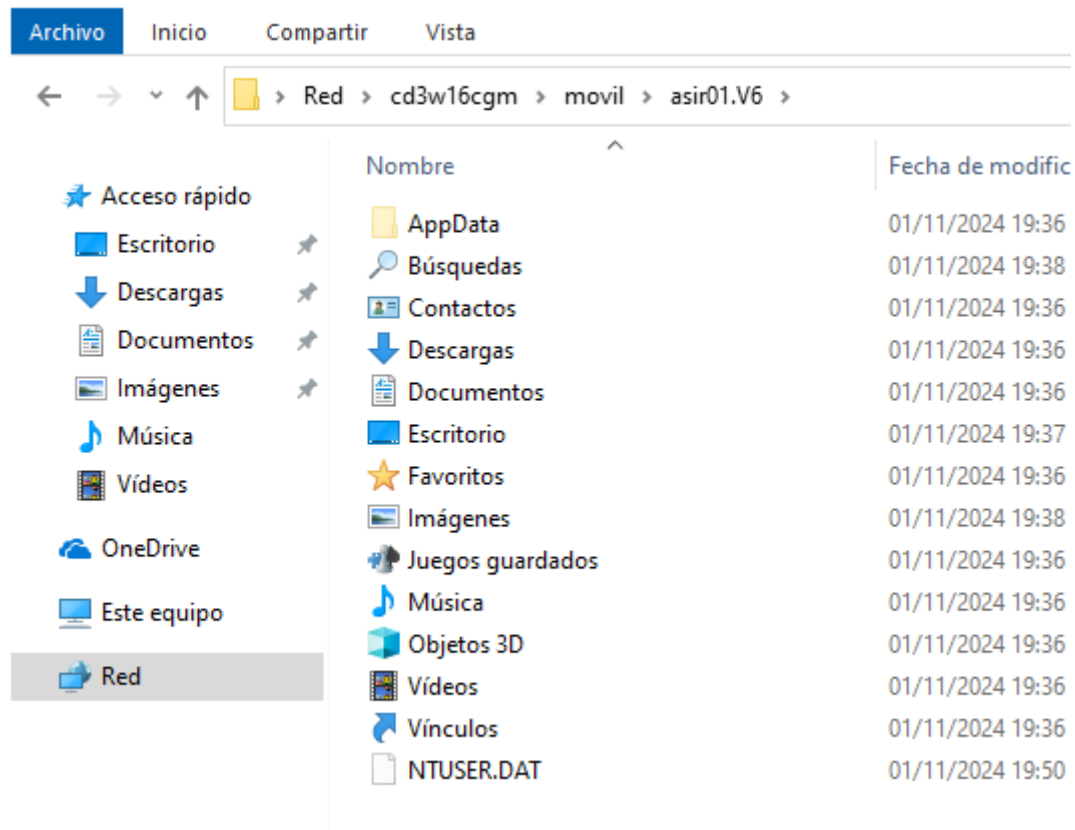 Archivo Inicio Compartir Vista
Red cd3w16cgm movil asir01.V6
Acceso rápido
Escritorio
Descargas
Documentos
Imágenes
Música
Vídeos
OneDrive
Este equipo
Red
Nombre Fecha de modific
AppData 01/11/2024 19:36
Búsquedas 01/11/2024 19:38
Contactos 01/11/2024 19:36
Descargas 01/11/2024 19:36
Documentos 01/11/2024 19:36
Escritorio 01/11/2024 19:37
Favoritos 01/11/2024 19:36
Imágenes 01/11/2024 19:38
Juegos guardados 01/11/2024 19:36
Música 01/11/2024 19:36
Objetos 3D 01/11/2024 19:36
Vídeos 01/11/2024 19:36
Vínculos 01/11/2024 19:36
NTUSER.DAT 01/11/2024 19:50